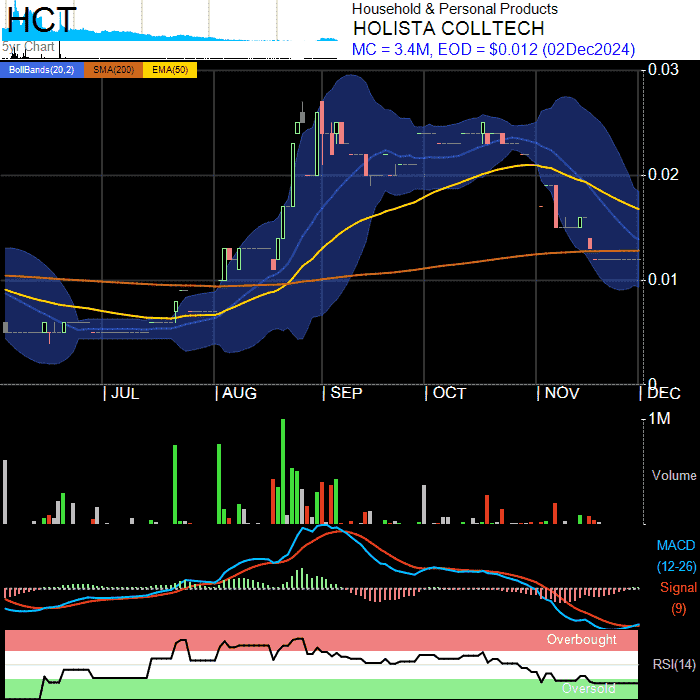 HCT
5yr Chart
Household & Personal Products
HOLISTA COLLTECH
MC = 3.4M, EOD = $0.012 (02Dec2024)
BollBands(20,2) SMA(200) EMA(50)
0.03
0.02
0.01
0
JUL AUG SEP OCT NOV DEC
1M
Volume
MACD
(12-26)
Signal
(9)
Overbought
RSI(14)
Oversold